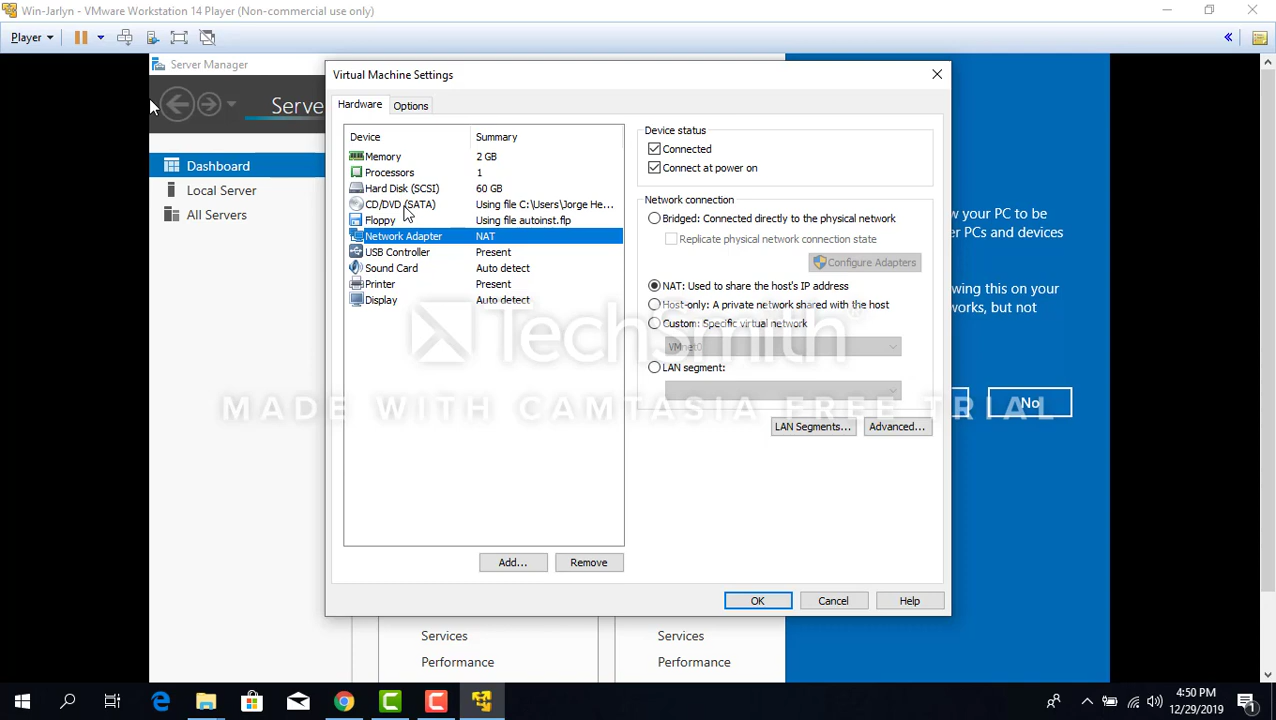 Win-Jarlyn - VMware Workstation 14 Player (Non-commercial use only)
Player
Server Manager
Serve
Dashboard
Local Server
All Servers
Virtual Machine Settings
Hardware
Options
Device Summary
Memory 2 GB
Processors 1
Hard Disk (SCSI) 60 GB
CD/DVD (SATA) Using file C:\Users\Jorge He...
Floppy Using file autoinst.flp
Network Adapter NAT
USB Controller Present
Sound Card Auto detect
Printer Present
Display Auto detect
Add...
Remove
Device status
Connected
Connect at power on
Network connection
Bridged: Connected directly to the physical network
Replicate physical network connection state
Configure Adapters
NAT: Used to share the host's IP address
Host-only: A private network shared with the host
Custom: Specific virtual network
VMnet0
LAN segment:
LAN Segments...
Advanced...
OK
Cancel
Help
w your PC to be
er PCs and devices
wing this on your
works, but not
No
TechSmith
MADE WITH CAMTASIA FREE TRIAL
Services
Performance
Services
Performance
4:50 PM
12/29/2019
1